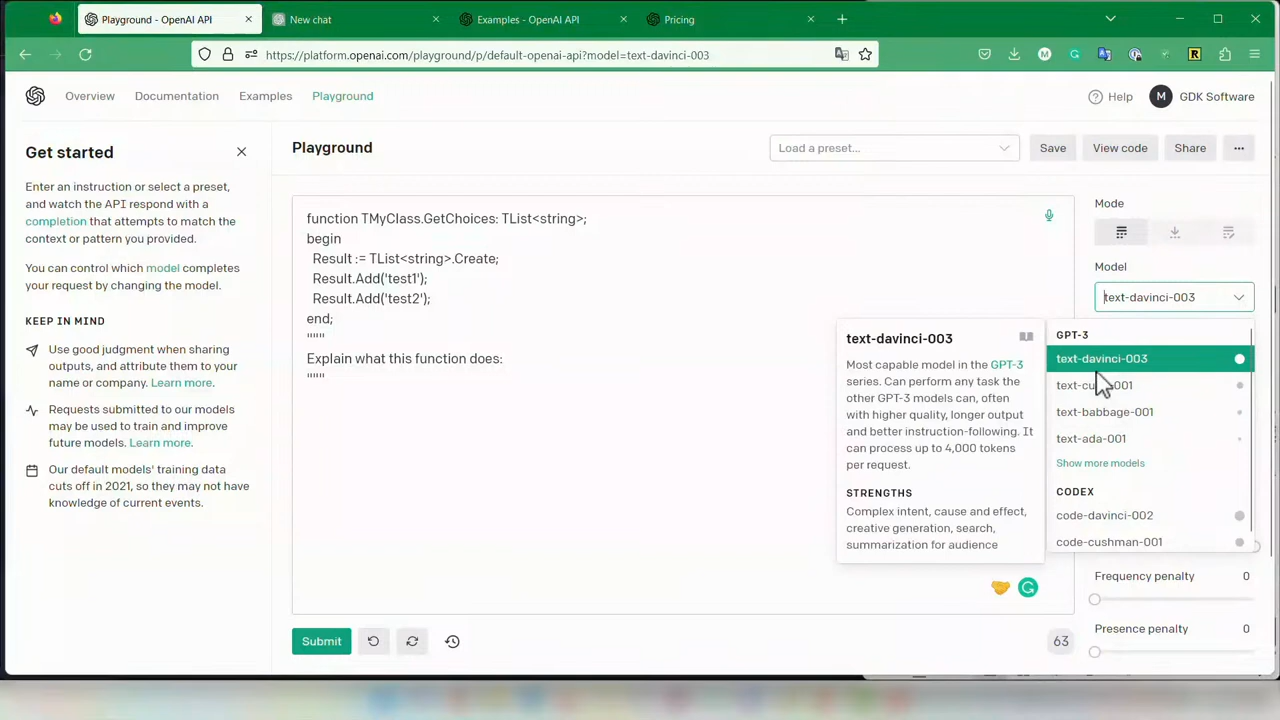 Playground - OpenAI API
New chat
Examples - OpenAI API
Pricing
https://platform.openai.com/playground/p/default-openai-api?model=text-davinci-003
Overview
Documentation
Examples
Playground
Help
M
GDK Software
Get started
Enter an instruction or select a preset,
and watch the API respond with a
completion that attempts to match the
context or pattern you provided.
You can control which model completes
your request by changing the model.
KEEP IN MIND
Use good judgment when sharing
outputs, and attribute them to your
name or company. Learn more.
Requests submitted to our models
may be used to train and improve
future models. Learn more.
Our default models' training data
cuts off in 2021, so they may not have
knowledge of current events.
Playground
Load a preset...
Save
View code
Share
...
function TMyClass.GetChoices: TList<string>;
begin
Result := TList<string>.Create;
Result.Add('test1');
Result.Add('test2');
end;
"""
Explain what this function does:
"""
Submit
63
Mode
Model
text-davinci-003
text-davinci-003
Most capable model in the GPT-3
series. Can perform any task the
other GPT-3 models can, often
with higher quality, longer output
and better instruction-following. It
can process up to 4,000 tokens
per request.
STRENGTHS
Complex intent, cause and effect,
creative generation, search,
summarization for audience
GPT-3
text-davinci-003
text-cu 001
text-babbage-001
text-ada-001
Show more models
CODEX
code-davinci-002
code-cushman-001
Frequency penalty 0
Presence penalty 0